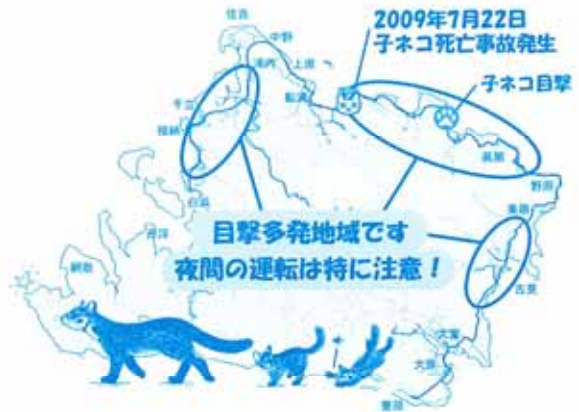 2009年7月22日
子ネコ死亡事故発生
子ネコ目撃
住吉
中野
浦内
上原
船浦
干立
祖納
白浜
網取
高那
野原
美原
目撃多発地域です
夜間の運転は特に注意！
古見
大富
大原
豊原